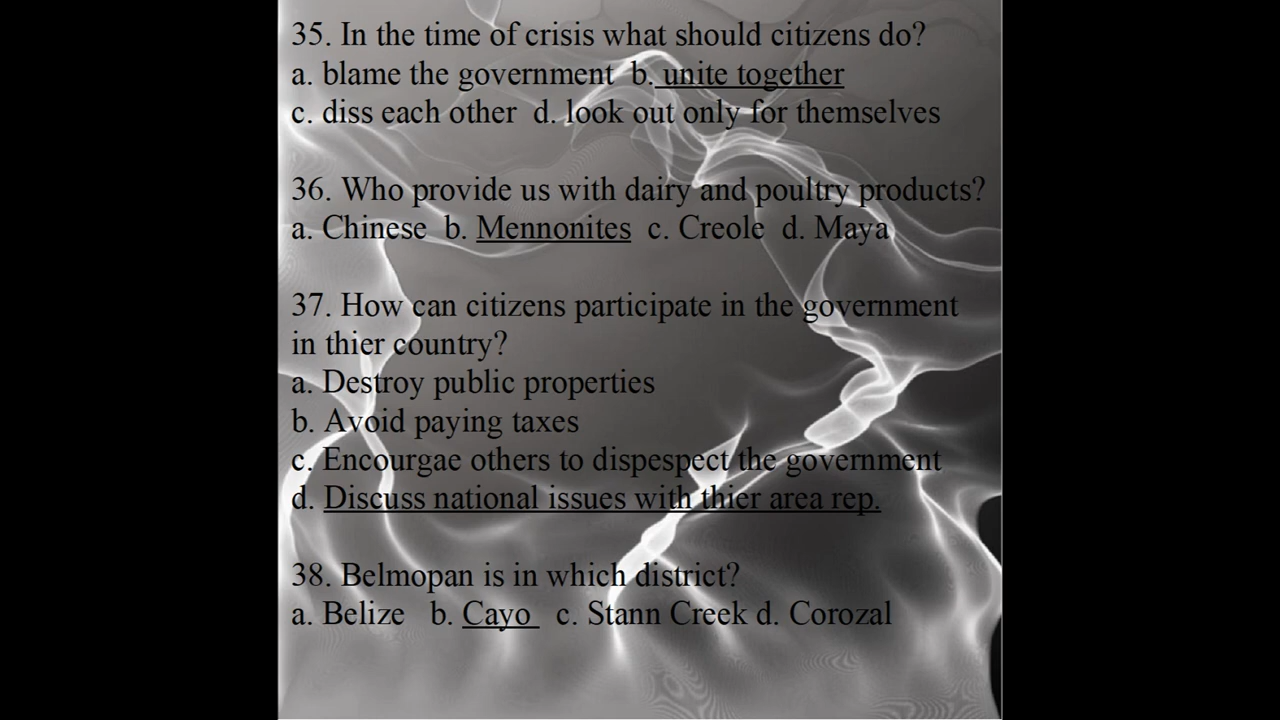 35. In the time of crisis what should citizens do?
a. blame the government  b. unite together
c. diss each other  d. look out only for themselves
36. Who provide us with dairy and poultry products?
a. Chinese  b. Mennonites  c. Creole  d. Maya
37. How can citizens participate in the government
in thier country?
a. Destroy public properties
b. Avoid paying taxes
c. Encourgae others to dispespect the government
d. Discuss national issues with thier area rep.
38. Belmopan is in which district?
a. Belize   b. Cayo   c. Stann Creek d. Corozal